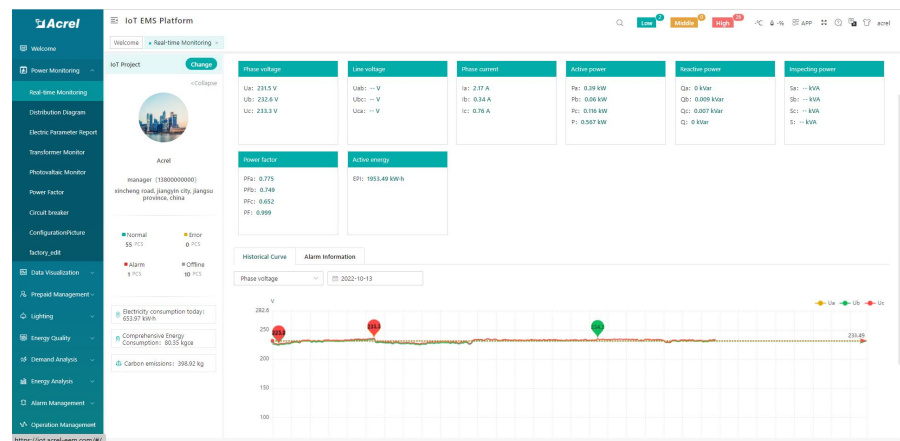 Acrel
IoT EMS Platform
Low 2
Middle 0
High 28
-℃
-%
APP
acrel
Welcome
Real-time Monitoring
Welcome
Power Monitoring
Real-time Monitoring
Distribution Diagram
Electric Parameter Report
Transformer Monitor
Photovaltaic Monitor
Power Factor
Circuit breaker
ConfigurationPicture
factory_edit
Data Visualization
Prepaid Management
Lighting
Energy Quality
Demand Analysis
Energy Analysis
Alarm Management
Operation Management
https://iot.acrel-eem.com/#/
IoT Project
Change
<Collapse
Acrel
manager (13800000000)
xincheng road, jiangyin city, jiangsu
province, china
Normal
55 PCS
Error
0 PCS
Alarm
1 PCS
Offline
10 PCS
Electricity consumption today:
653.97 kW·h
Comprehensive Energy
Consumption: 80.35 kgce
Carbon emissions: 398.92 kg
Phase voltage
Ua: 231.5 V
Ub: 232.6 V
Uc: 233.3 V
Line voltage
Uab: -- V
Ubc: -- V
Uca: -- V
Phase current
Ia: 2.17 A
Ib: 0.34 A
Ic: 0.76 A
Active power
Pa: 0.39 kW
Pb: 0.06 kW
Pc: 0.116 kW
P: 0.567 kW
Reactive power
Qa: 0 kVar
Qb: 0.009 kVar
Qc: 0.007 kVar
Q: 0 kVar
Inspecting power
Sa: -- kVA
Sb: -- kVA
Sc: -- kVA
S: -- kVA
Power factor
PFa: 0.775
PFb: 0.749
PFc: 0.652
PF: 0.999
Active energy
EPI: 1953.49 kW·h
Historical Curve
Alarm Information
Phase voltage
2022-10-13
Ua
Ub
Uc
V
282.6
250
200
150
100
231.49